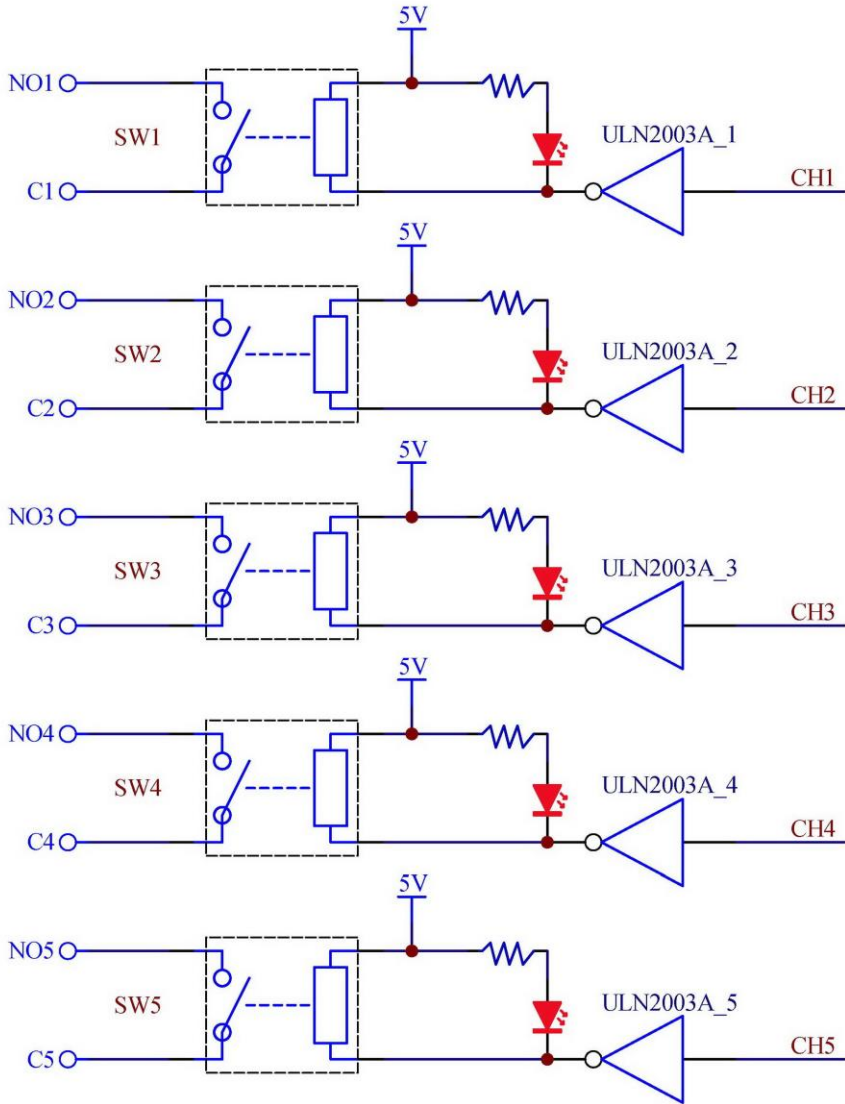 5V
NO1
SW1
ULN2003A_1
C1
CH1
5V
NO2
SW2
ULN2003A_2
C2
CH2
5V
NO3
SW3
ULN2003A_3
C3
CH3
5V
NO4
SW4
ULN2003A_4
C4
CH4
5V
NO5
SW5
ULN2003A_5
C5
CH5